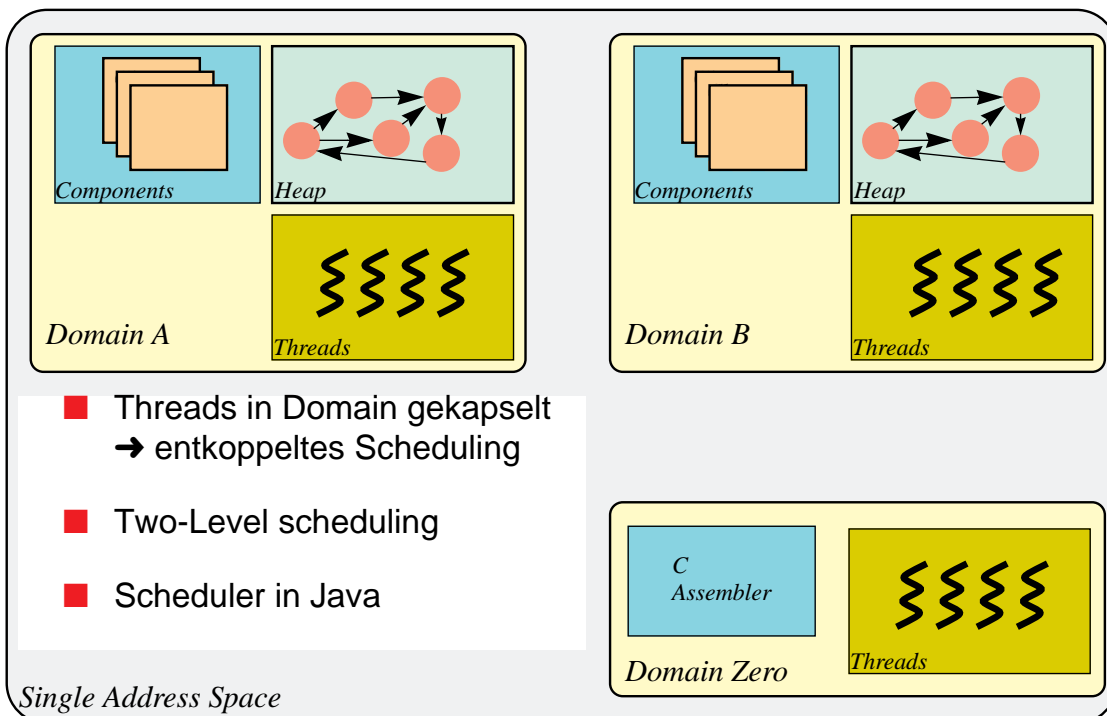 Components
Heap
Threads
Domain A
Components
Heap
Threads
Domain B
■ Threads in Domain gekapselt
➜ entkoppeltes Scheduling
■ Two-Level scheduling
■ Scheduler in Java
C
Assembler
Threads
Domain Zero
Single Address Space